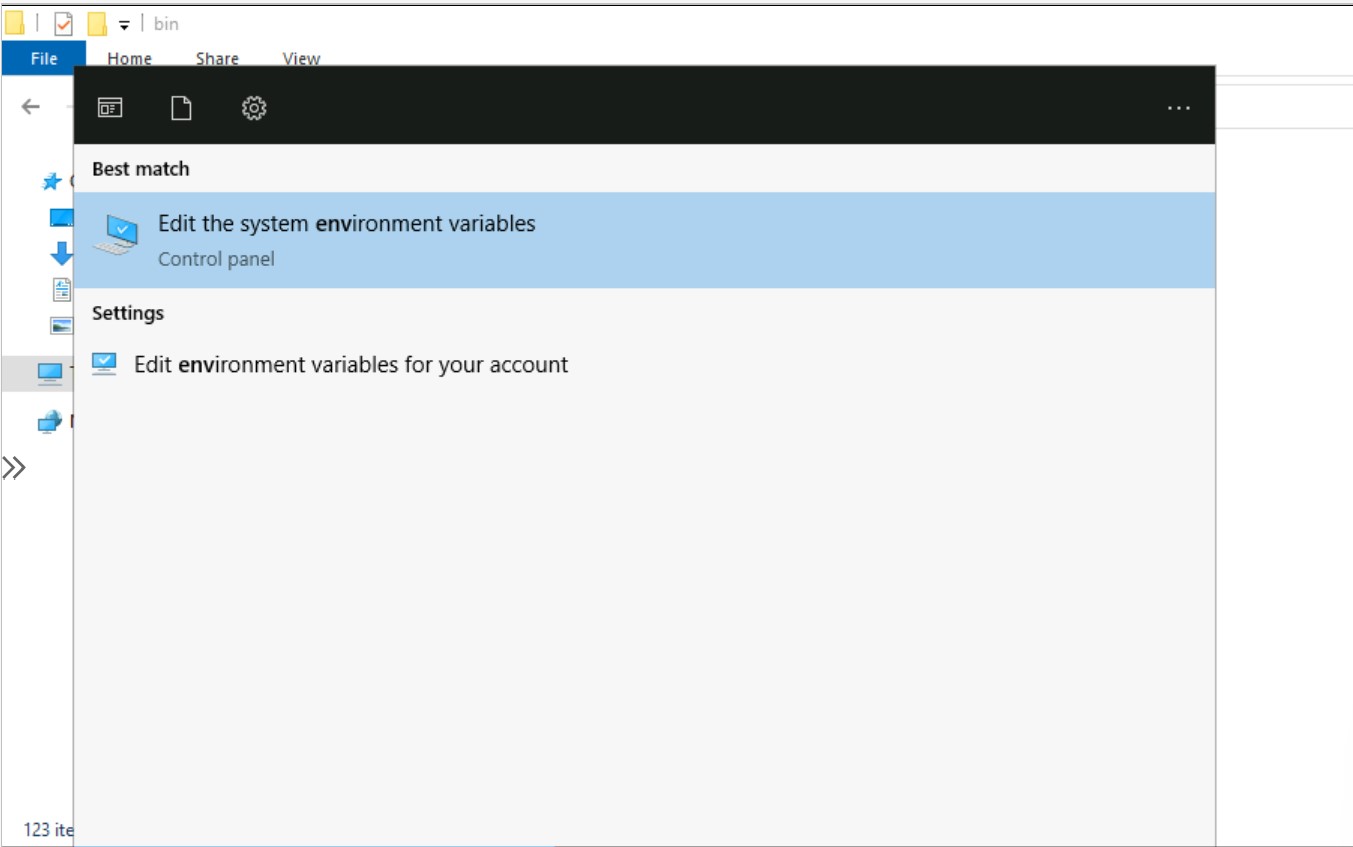 bin
File Home Share View
Best match
Edit the system environment variables
Control panel
Settings
Edit environment variables for your account
123